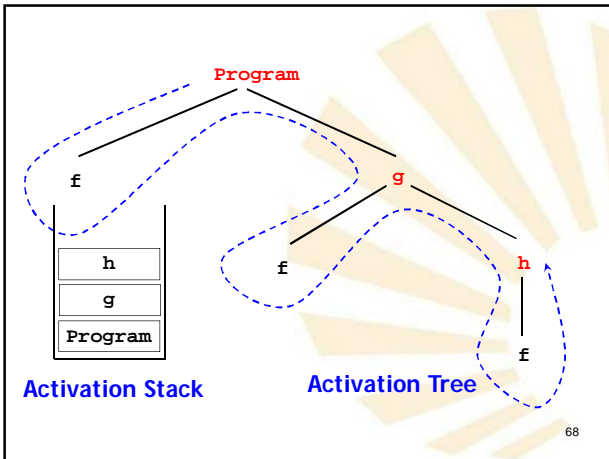 Program
f
g
f
h
h
g
Program
f
Activation Stack
Activation Tree
68